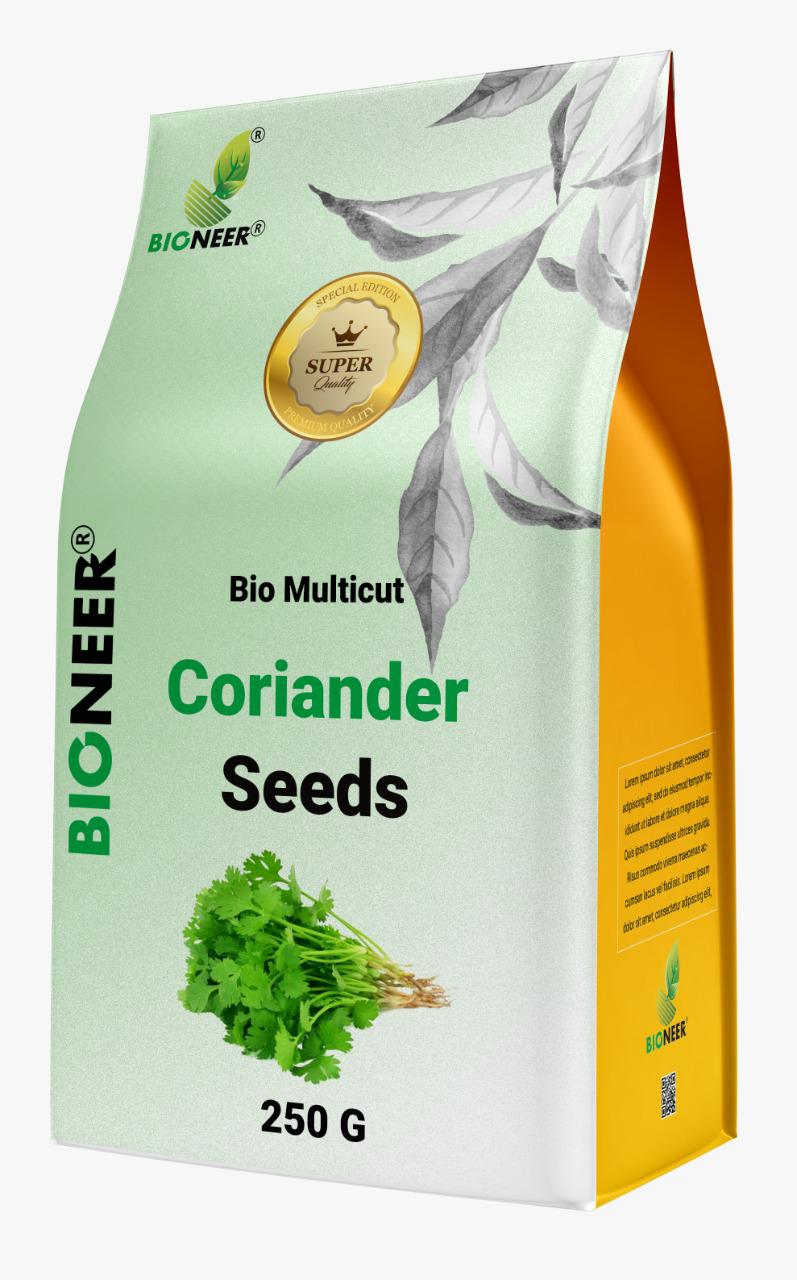 ®
BIONEER®
SPECIAL EDITION
SUPER
Quality
PREMIUM QUALITY
BIONEER®
Bio Multicut
Coriander
Seeds
250 G
Lorem ipsum dolor sit amet, consectetur
adipiscing elit, sed do eiusmod tempor inc-
ididunt ut labore et dolore magna aliqua.
Quis ipsum suspendisse ultrices gravida.
Risus commodo viverra maecenas ac-
cumsan lacus vel facilisis. Lorem ipsum
dolor sit amet, consectetur adipiscing elit,
BIONEER®